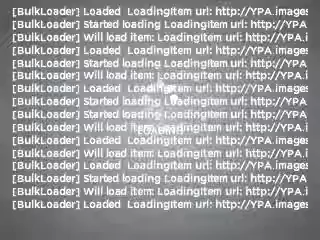 [BulkLoader] Loaded LoadingItem url: http://YPA.images
[BulkLoader] Started loading LoadingItem url: http://YPA
[BulkLoader] Will load item: LoadingItem url: http://YPA.i
[BulkLoader] Loaded LoadingItem url: http://YPA.images
[BulkLoader] Started loading LoadingItem url: http://YPA
[BulkLoader] Will load item: LoadingItem url: http://YPA.i
[BulkLoader] Loaded LoadingItem url: http://YPA.images
[BulkLoader] Started loading LoadingItem url: http://YPA
[BulkLoader] Started loading LoadingItem url: http://YPA
[BulkLoader] Will load item: LoadingItem url: http://YPA.i
LOADING
[BulkLoader] Loaded LoadingItem url: http://YPA.images
[BulkLoader] Will load item: LoadingItem url: http://YPA.i
[BulkLoader] Loaded LoadingItem url: http://YPA.images
[BulkLoader] Started loading LoadingItem url: http://YPA
[BulkLoader] Will load item: LoadingItem url: http://YPA.i
[BulkLoader] Loaded LoadingItem url: http://YPA.images